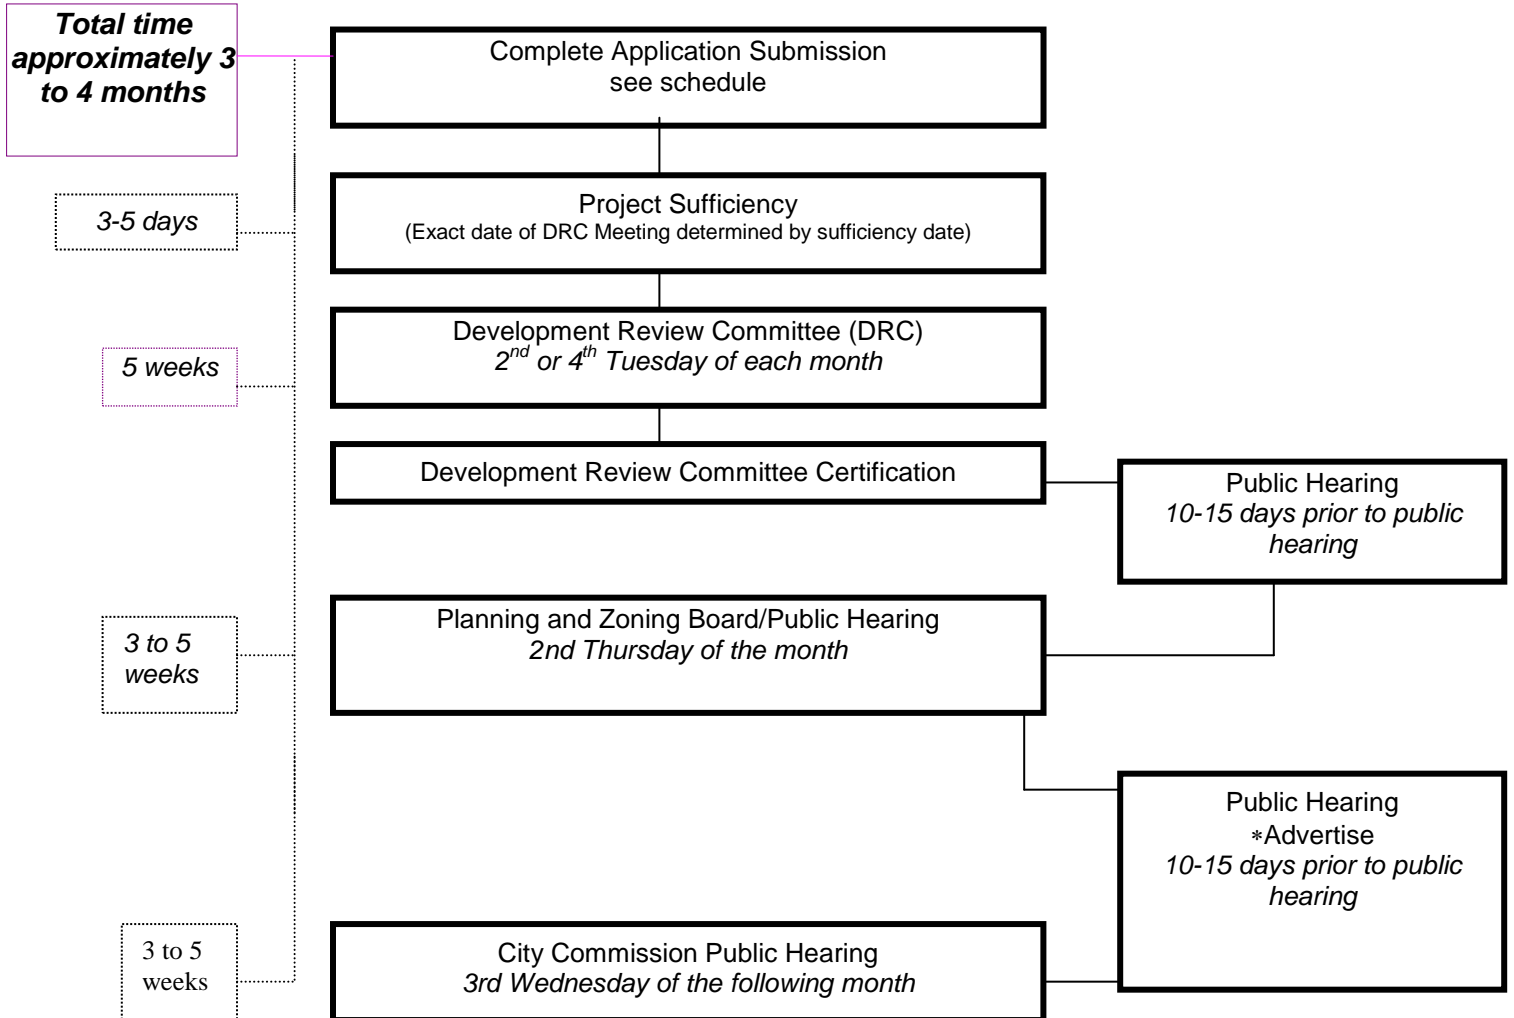 Total time
approximately 3
to 4 months
Complete Application Submission
see schedule
3-5 days
Project Sufficiency
(Exact date of DRC Meeting determined by sufficiency date)
5 weeks
Development Review Committee (DRC)
2nd or 4th Tuesday of each month
Development Review Committee Certification
Public Hearing
10-15 days prior to public
hearing
3 to 5
weeks
Planning and Zoning Board/Public Hearing
2nd Thursday of the month
Public Hearing
*Advertise
10-15 days prior to public
hearing
3 to 5
weeks
City Commission Public Hearing
3rd Wednesday of the following month